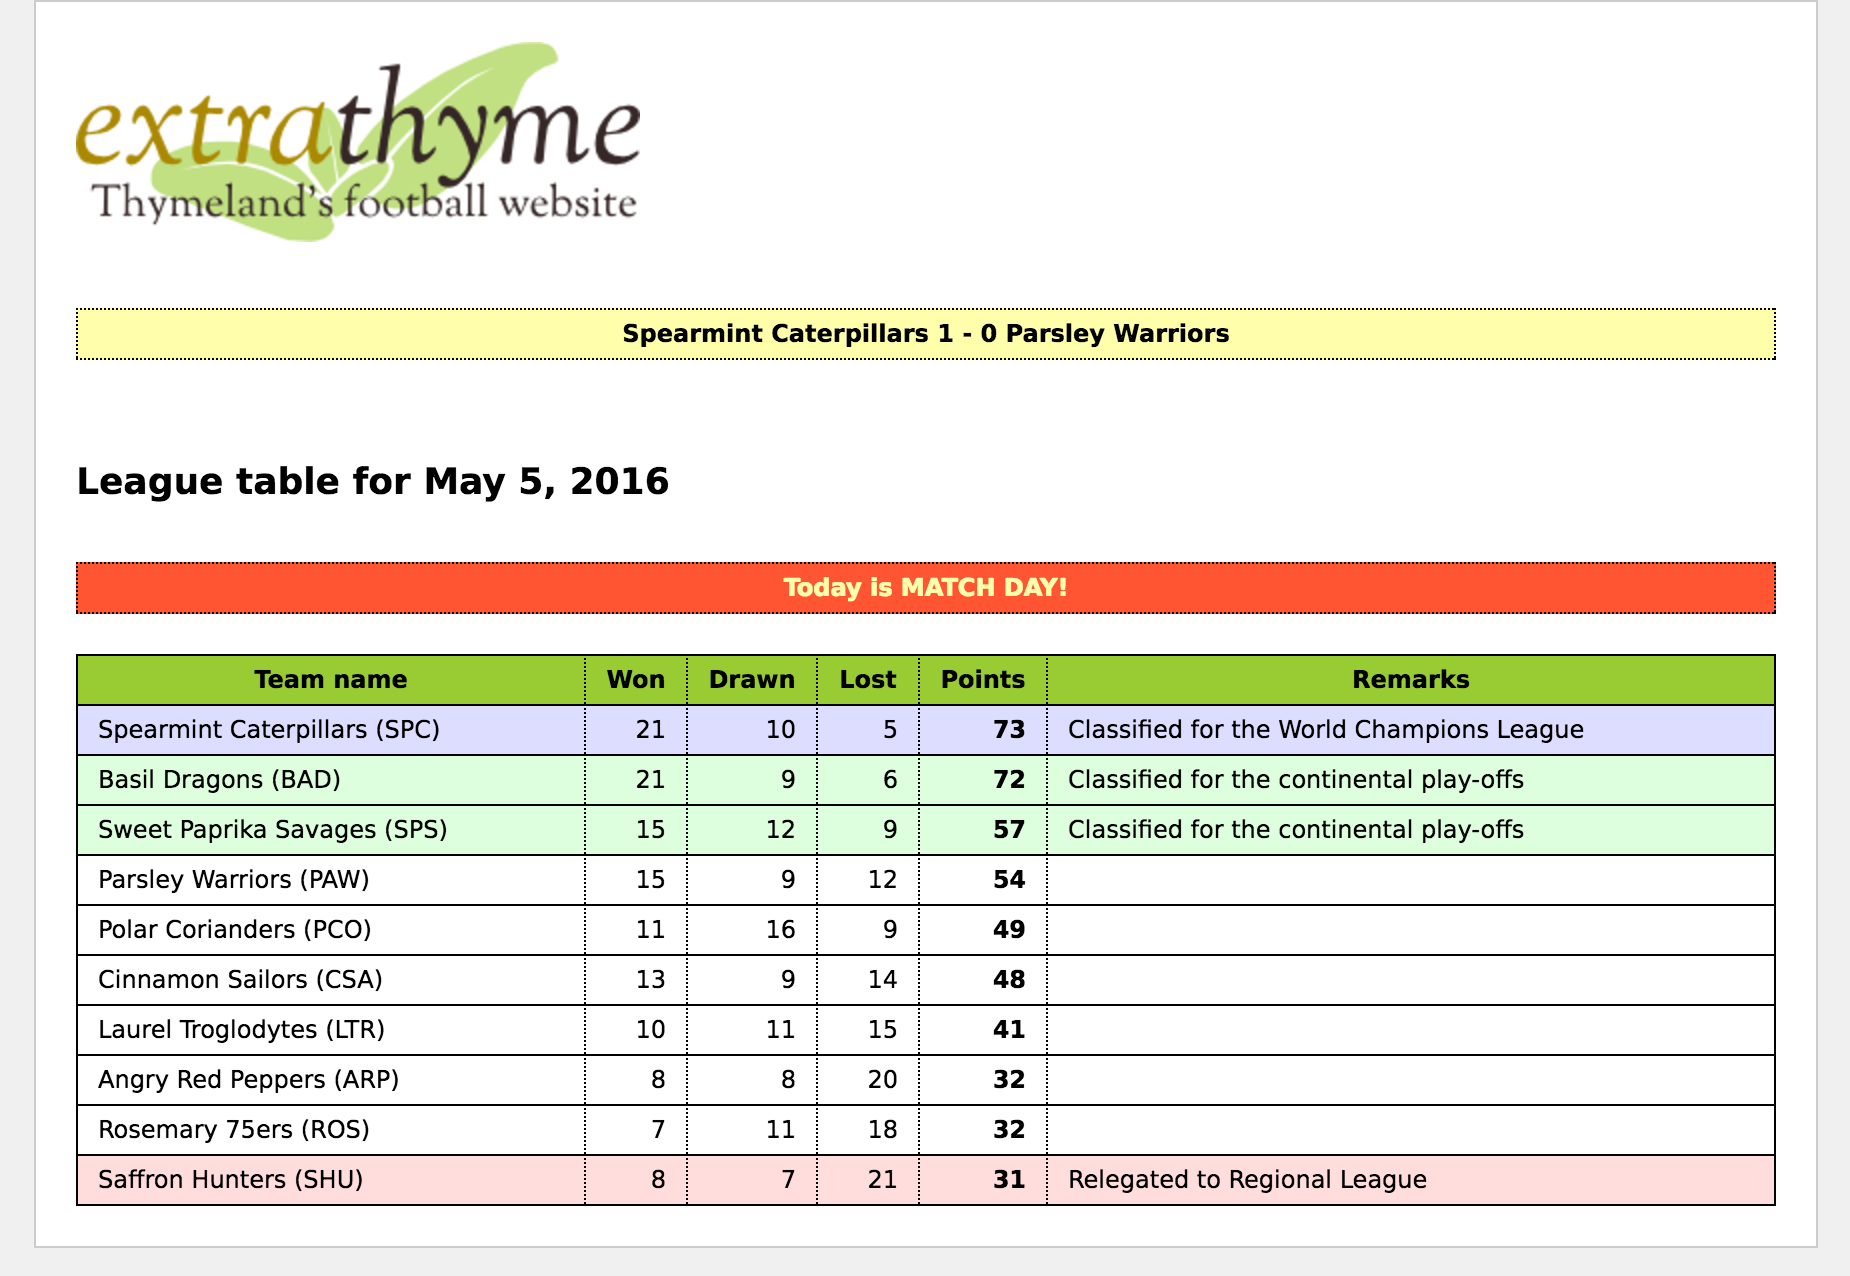 extrathyme
Thymeland's football website
Spearmint Caterpillars 1 - 0 Parsley Warriors
League table for May 5, 2016
Today is MATCH DAY!
Team name Won Drawn Lost Points Remarks
Spearmint Caterpillars (SPC) 21 10 5 73 Classified for the World Champions League
Basil Dragons (BAD) 21 9 6 72 Classified for the continental play-offs
Sweet Paprika Savages (SPS) 15 12 9 57 Classified for the continental play-offs
Parsley Warriors (PAW) 15 9 12 54
Polar Corianders (PCO) 11 16 9 49
Cinnamon Sailors (CSA) 13 9 14 48
Laurel Troglodytes (LTR) 10 11 15 41
Angry Red Peppers (ARP) 8 8 20 32
Rosemary 75ers (ROS) 7 11 18 32
Saffron Hunters (SHU) 8 7 21 31 Relegated to Regional League